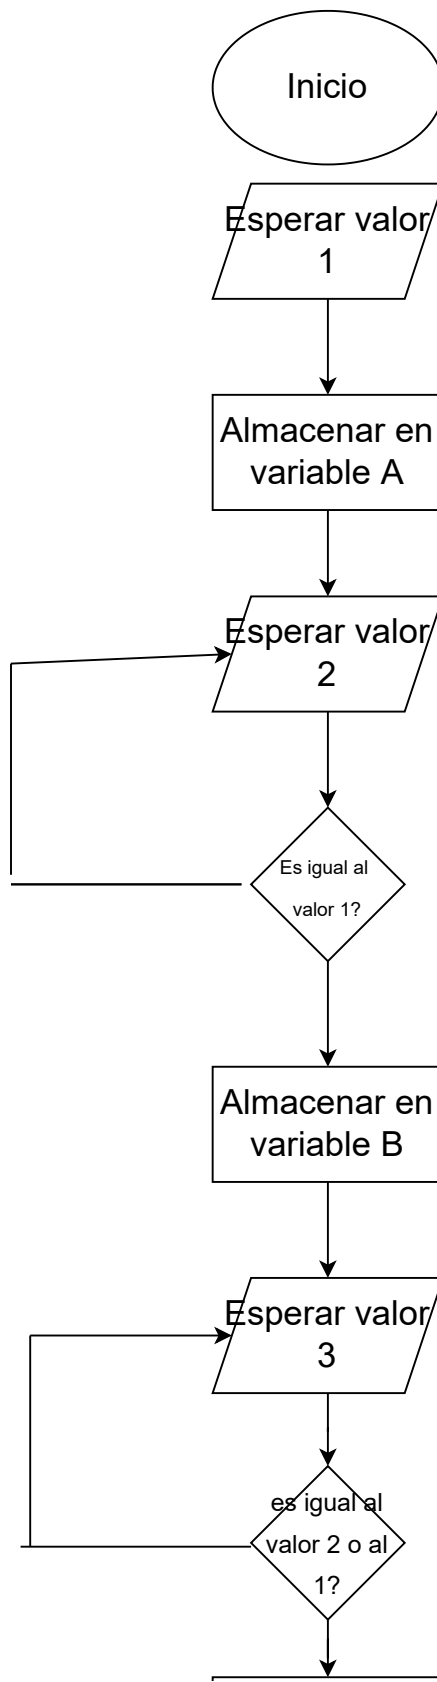 Inicio
Esperar valor
1
Almacenar en
variable A
Esperar valor
2
Es igual al
valor 1?
Almacenar en
variable B
Esperar valor
3
es igual al
valor 2 o al
1?